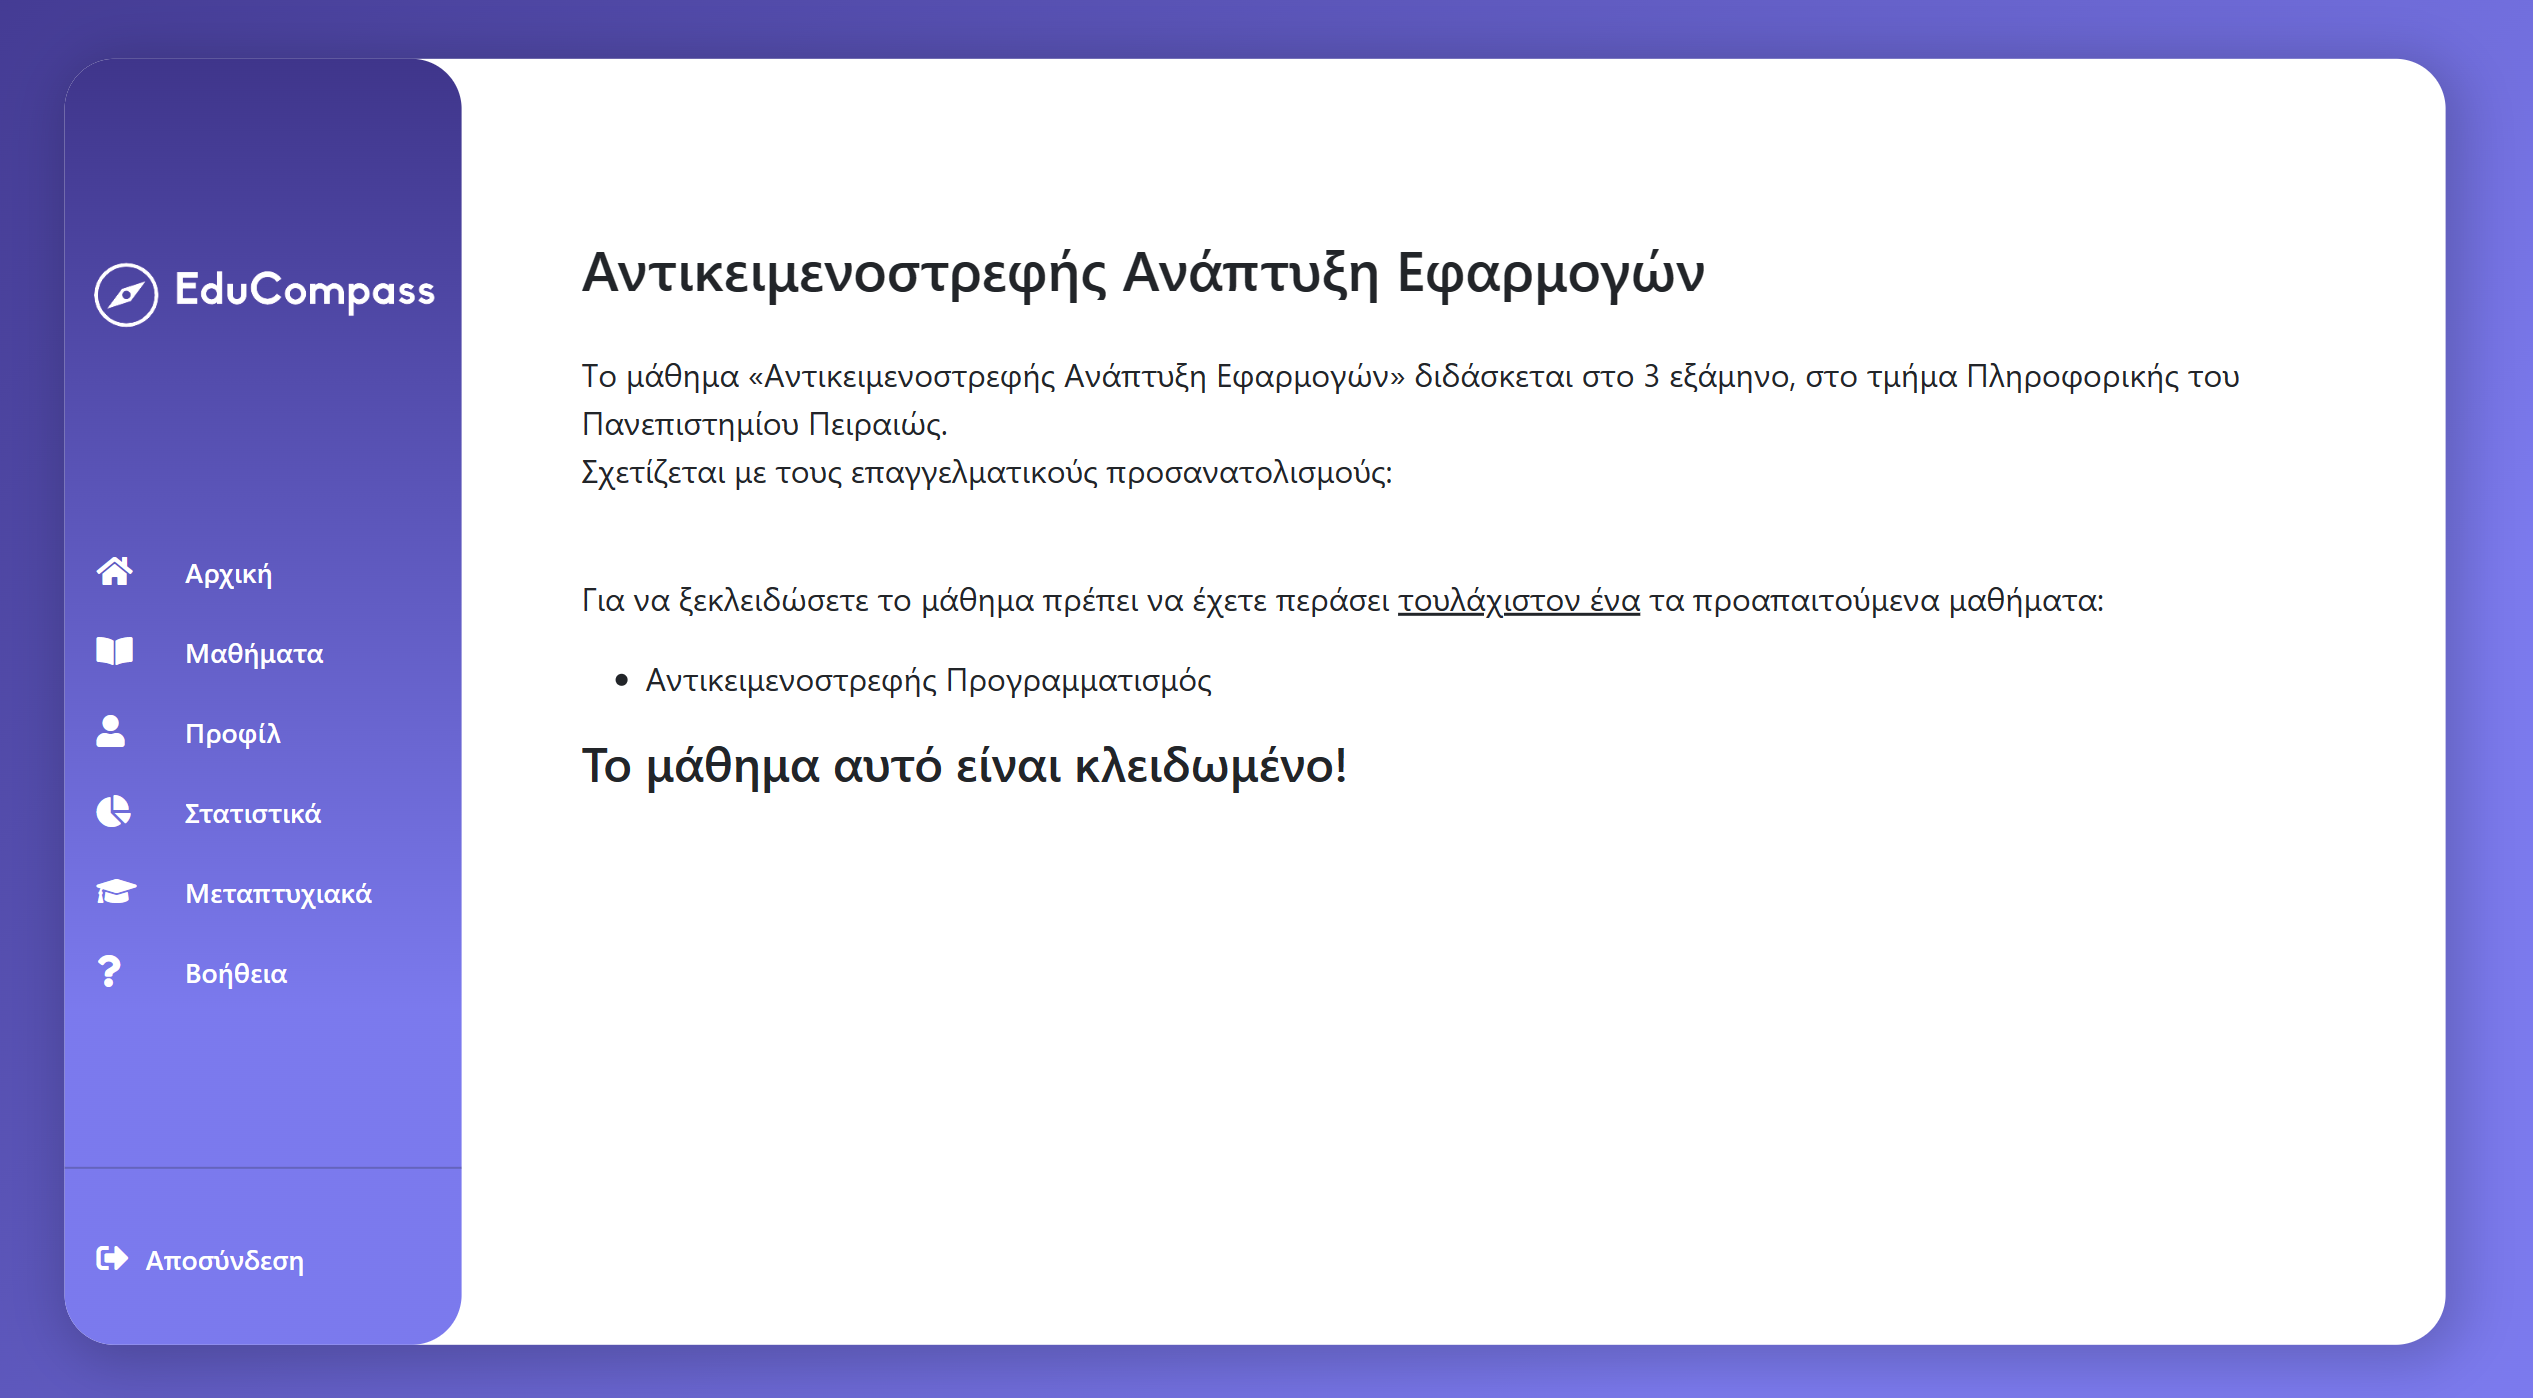 EduCompass
Αρχική
Μαθήματα
Προφίλ
Στατιστικά
Μεταπτυχιακά
Βοήθεια
Αποσύνδεση
Αντικειμενοστρεφής Ανάπτυξη Εφαρμογών
Το μάθημα «Αντικειμενοστρεφής Ανάπτυξη Εφαρμογών» διδάσκεται στο 3 εξάμηνο, στο τμήμα Πληροφορικής του
Πανεπιστημίου Πειραιώς.
Σχετίζεται με τους επαγγελματικούς προσανατολισμούς:
Για να ξεκλειδώσετε το μάθημα πρέπει να έχετε περάσει τουλάχιστον ένα τα προαπαιτούμενα μαθήματα:
• Αντικειμενοστρεφής Προγραμματισμός
Το μάθημα αυτό είναι κλειδωμένο!